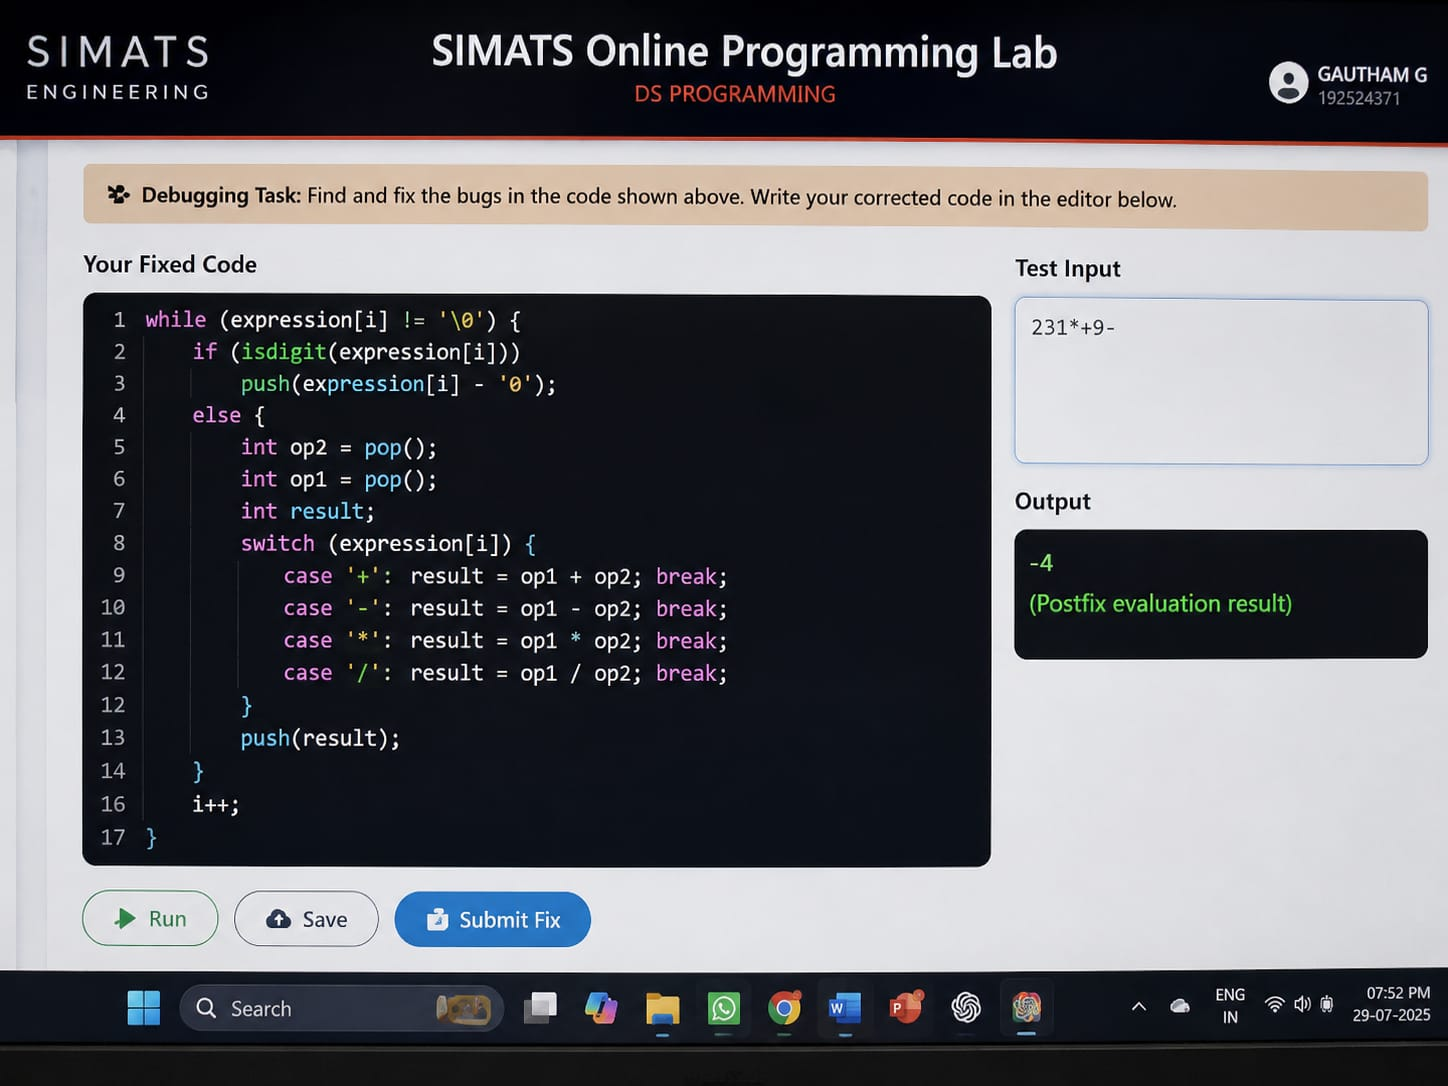 SIMATS
ENGINEERING
SIMATS Online Programming Lab
DS PROGRAMMING
GAUTHAM G
192524371
Debugging Task: Find and fix the bugs in the code shown above. Write your corrected code in the editor below.
Your Fixed Code
1 while (expression[i] != '\0') {
2     if (isdigit(expression[i]))
3         push(expression[i] - '0');
4     else {
5         int op2 = pop();
6         int op1 = pop();
7         int result;
8         switch (expression[i]) {
9             case '+': result = op1 + op2; break;
10             case '-': result = op1 - op2; break;
11             case '*': result = op1 * op2; break;
12             case '/': result = op1 / op2; break;
12         }
13         push(result);
14     }
16     i++;
17 }
Test Input
231*+9-
Output
-4
(Postfix evaluation result)
Run
Save
Submit Fix
Search
W
P
ENG
IN
07:52 PM
29-07-2025